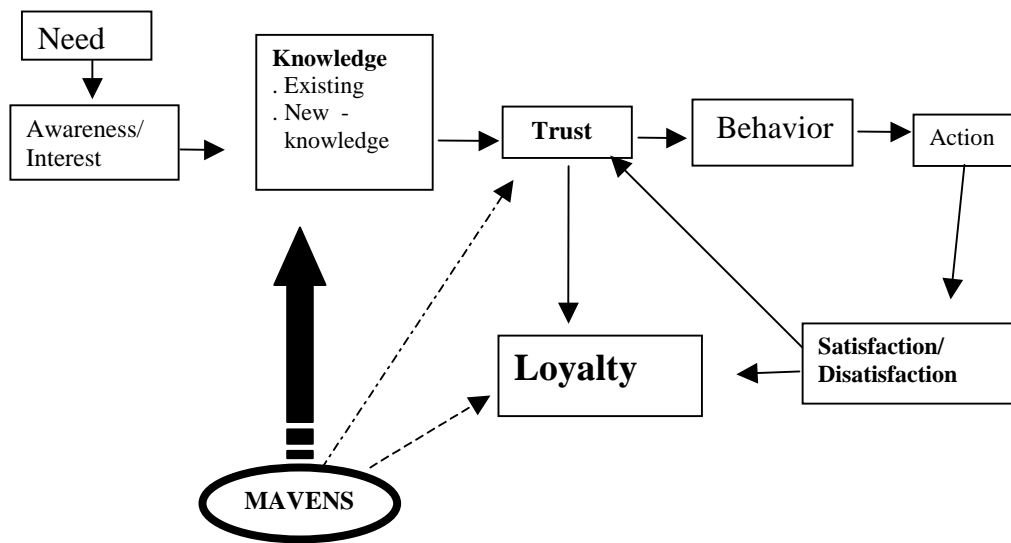 Need
Awareness/
Interest
Knowledge
. Existing
. New -
knowledge
Trust
Behavior
Action
Loyalty
Satisfaction/
Disatisfaction
MAVENS